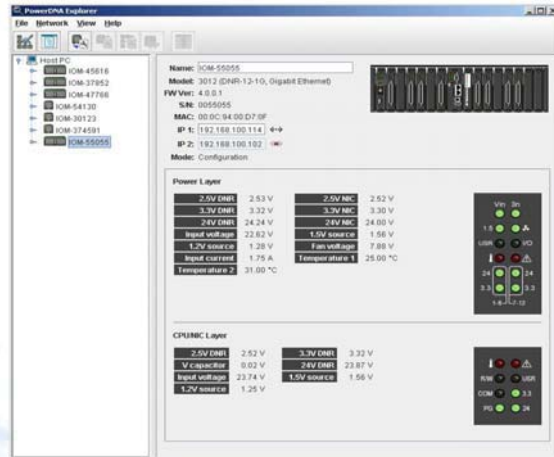 PowerDNA Explorer
File Network View Help
Host PC
IOM-45616
IOM-37852
IOM-47766
IOM-54130
IOM-30123
IOM-374591
IOM-55055
Name: IOM-55055
Model: 3012 (DNR-12-1G, Gigabit Ethernet)
FW Ver: 4.0.0.1
S/N: 0055055
MAC: 00:0C:94:00:D7:0F
IP 1: 192.168.100.114
IP 2: 192.168.100.102
Mode: Configuration
Power Layer
2.5V DNR 2.53 V 2.5V NIC 2.52 V
3.3V DNR 3.32 V 3.3V NIC 3.30 V
24V DNR 24.24 V 24V NIC 24.00 V
Input voltage 22.62 V 1.5V source 1.56 V
1.2V source 1.28 V Fan voltage 7.88 V
Input current 1.75 A Temperature 1 25.00 °C
Temperature 2 31.00 °C
Vin 3in
1.5
USR I/O
24 24
3.3 3.3
1-6 7-12
CPU/NIC Layer
2.5V DNR 2.52 V 3.3V DNR 3.32 V
V capacitor 0.02 V 24V DNR 23.87 V
Input voltage 23.74 V 1.5V source 1.56 V
1.2V source 1.25 V
R/W USR
COM 3.3
PG 24